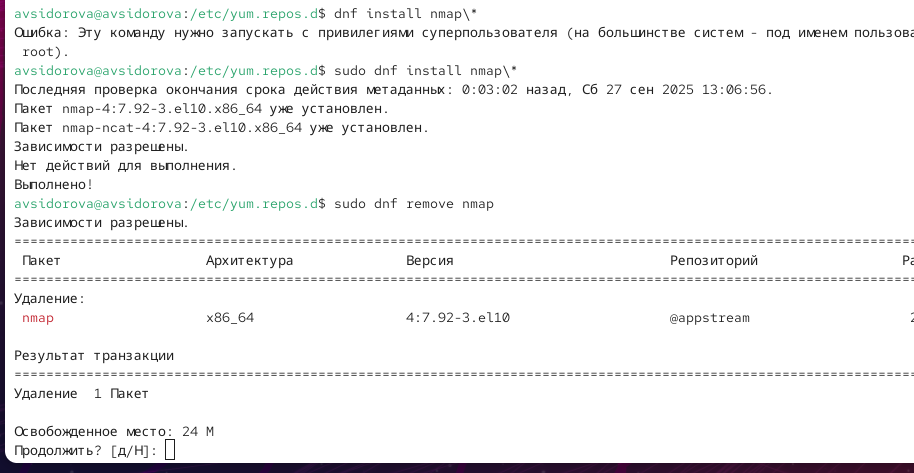 avsidorova@avsidorova:/etc/yum.repos.d$ dnf install nmap\*
Ошибка: Эту команду нужно запускать с привилегиями суперпользователя (на большинстве систем - под именем пользова
root).
avsidorova@avsidorova:/etc/yum.repos.d$ sudo dnf install nmap\*
Последняя проверка окончания срока действия метаданных: 0:03:02 назад, Сб 27 сен 2025 13:06:56.
Пакет nmap-4:7.92-3.el10.x86_64 уже установлен.
Пакет nmap-ncat-4:7.92-3.el10.x86_64 уже установлен.
Зависимости разрешены.
Нет действий для выполнения.
Выполнено!
avsidorova@avsidorova:/etc/yum.repos.d$ sudo dnf remove nmap
Зависимости разрешены.
================================================================================
Пакет Архитектура Версия Репозиторий Ра
================================================================================
Удаление:
nmap x86_64 4:7.92-3.el10 @appstream 2
Результат транзакции
================================================================================
Удаление 1 Пакет
Освобожденное место: 24 M
Продолжить? [д/Н]: